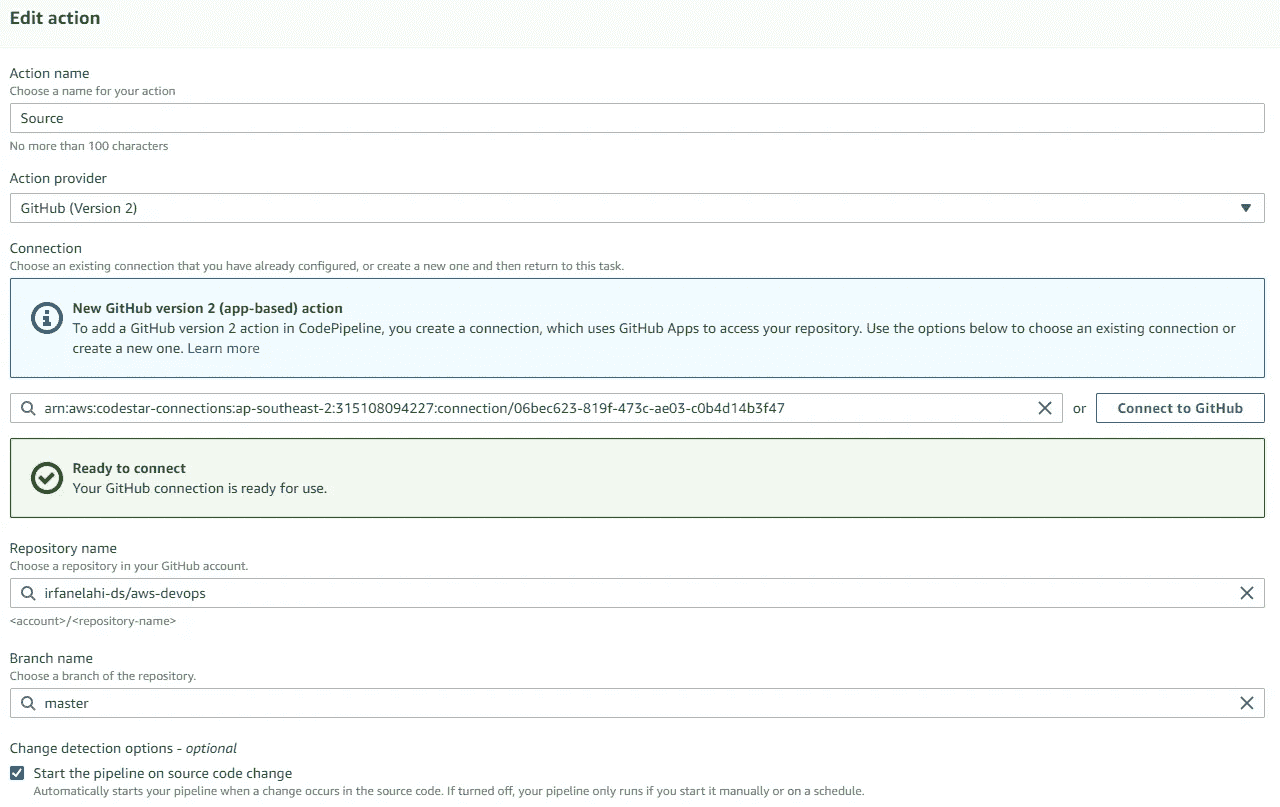 Edit action
Action name
Choose a name for your action
Source
No more than 100 characters
Action provider
GitHub (Version 2)
Connection
Choose an existing connection that you have already configured, or create a new one and then return to this task.
New GitHub version 2 (app-based) action
To add a GitHub version 2 action in CodePipeline, you create a connection, which uses GitHub Apps to access your repository. Use the options below to choose an existing connection or
create a new one. Learn more
arn:aws:codestar-connections:ap-southeast-2:315108094227:connection/06bec623-819f-473c-ae03-c0b4d14b3f47 or Connect to GitHub
Ready to connect
Your GitHub connection is ready for use.
Repository name
Choose a repository in your GitHub account.
irfanelahi-ds/aws-devops
<account>/<repository-name>
Branch name
Choose a branch of the repository.
master
Change detection options - optional
Start the pipeline on source code change
Automatically starts your pipeline when a change occurs in the source code. If turned off, your pipeline only runs if you start it manually or on a schedule.